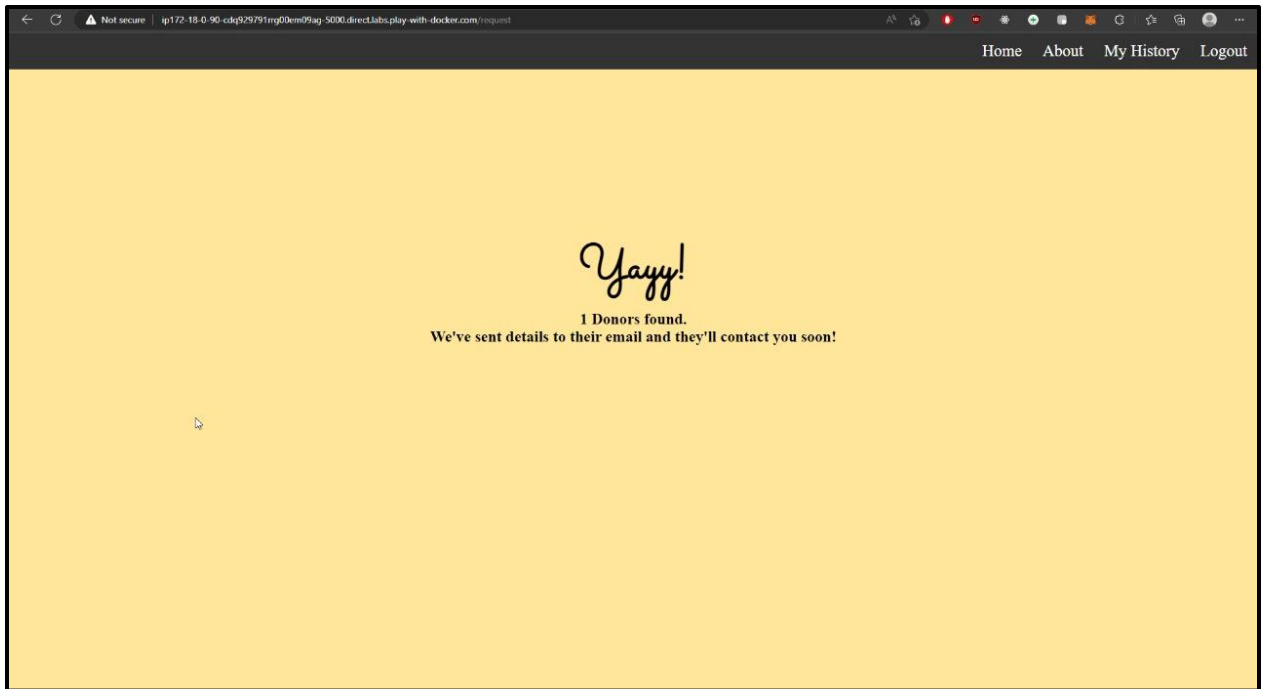 Not secure
ip172-18-0-90-cdq929791rrg00em09ag-5000.direct.labs.play-with-docker.com/request
Home About My History Logout
Yayy!
1 Donors found.
We've sent details to their email and they'll contact you soon!